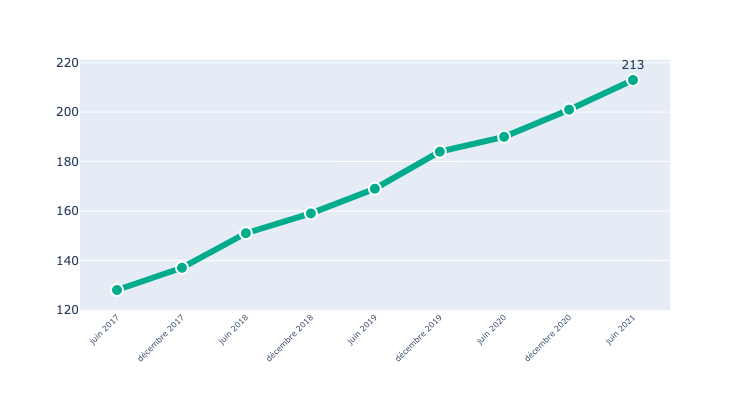 220
213
200
180
160
140
120
juin 2017
décembre 2017
juin 2018
décembre 2018
juin 2019
décembre 2019
juin 2020
décembre 2020
juin 2021